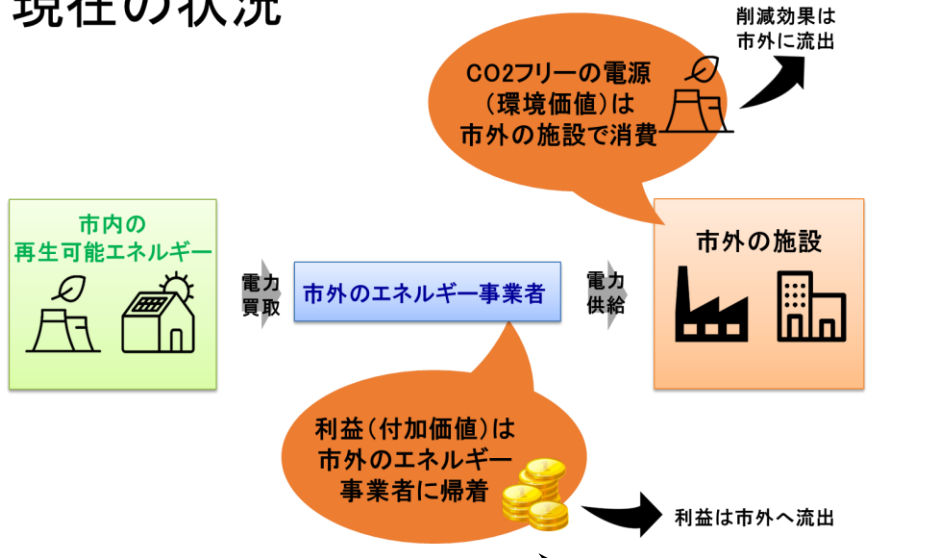 現在の状況
削減効果は
市外に流出
CO2フリーの電源
（環境価値）は
市外の施設で消費
市内の
再生可能エネルギー
電力
買取
市外のエネルギー事業者
電力
供給
市外の施設
利益（付加価値）は
市外のエネルギー
事業者に帰着
利益は市外へ流出